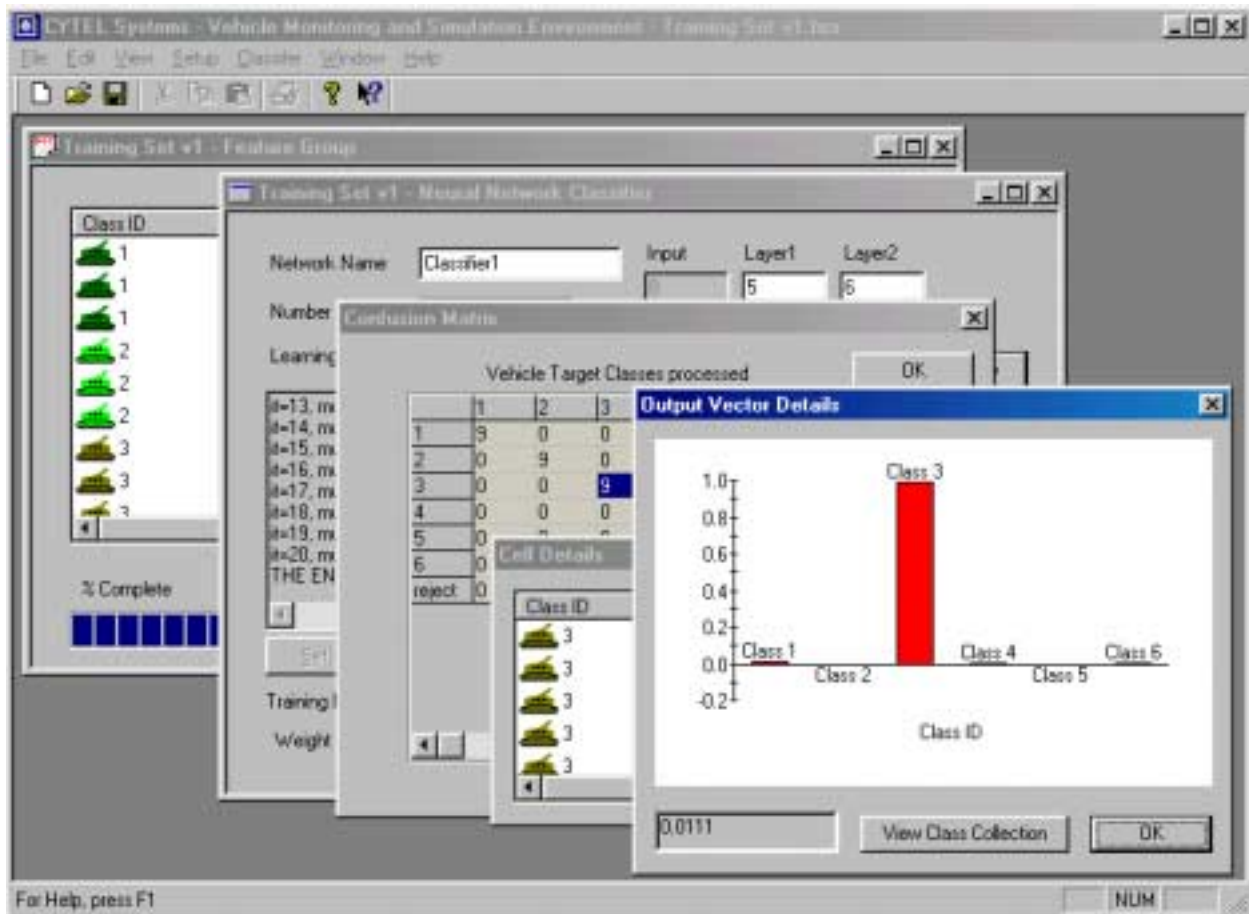 CYTEL Systems - Vehicle Monitoring and Simulation Environment - Training Set v1.
File Edit View Setup Classifier Window Help
Training Set v1 - Feature Group
Class ID
1
1
1
2
2
2
3
3
3
% Complete
Training Set v1 - Neural Network Classifier
Network Name
Classifier1
Input
Layer1
Layer2
5
6
Number
Learning
it=13,
it=14,
it=15,
it=16,
it=17,
it=18,
it=19,
it=20,
THE EN
Set
Training
Weight
Confusion Matrix
Vehicle Target Classes processed
OK
1 2 3
1 9 0 0
2 0 9 0
3 0 0 9
4 0 0 0
5 0
6 0
reject 0
Cell Details
Class ID
3
3
3
3
3
Output Vector Details
1.0
0.8
0.6
0.4
0.2
0.0
-0.2
Class 1
Class 2
Class 3
Class 4
Class 5
Class 6
Class ID
0.0111
View Class Collection
OK
For Help, press F1
NUM